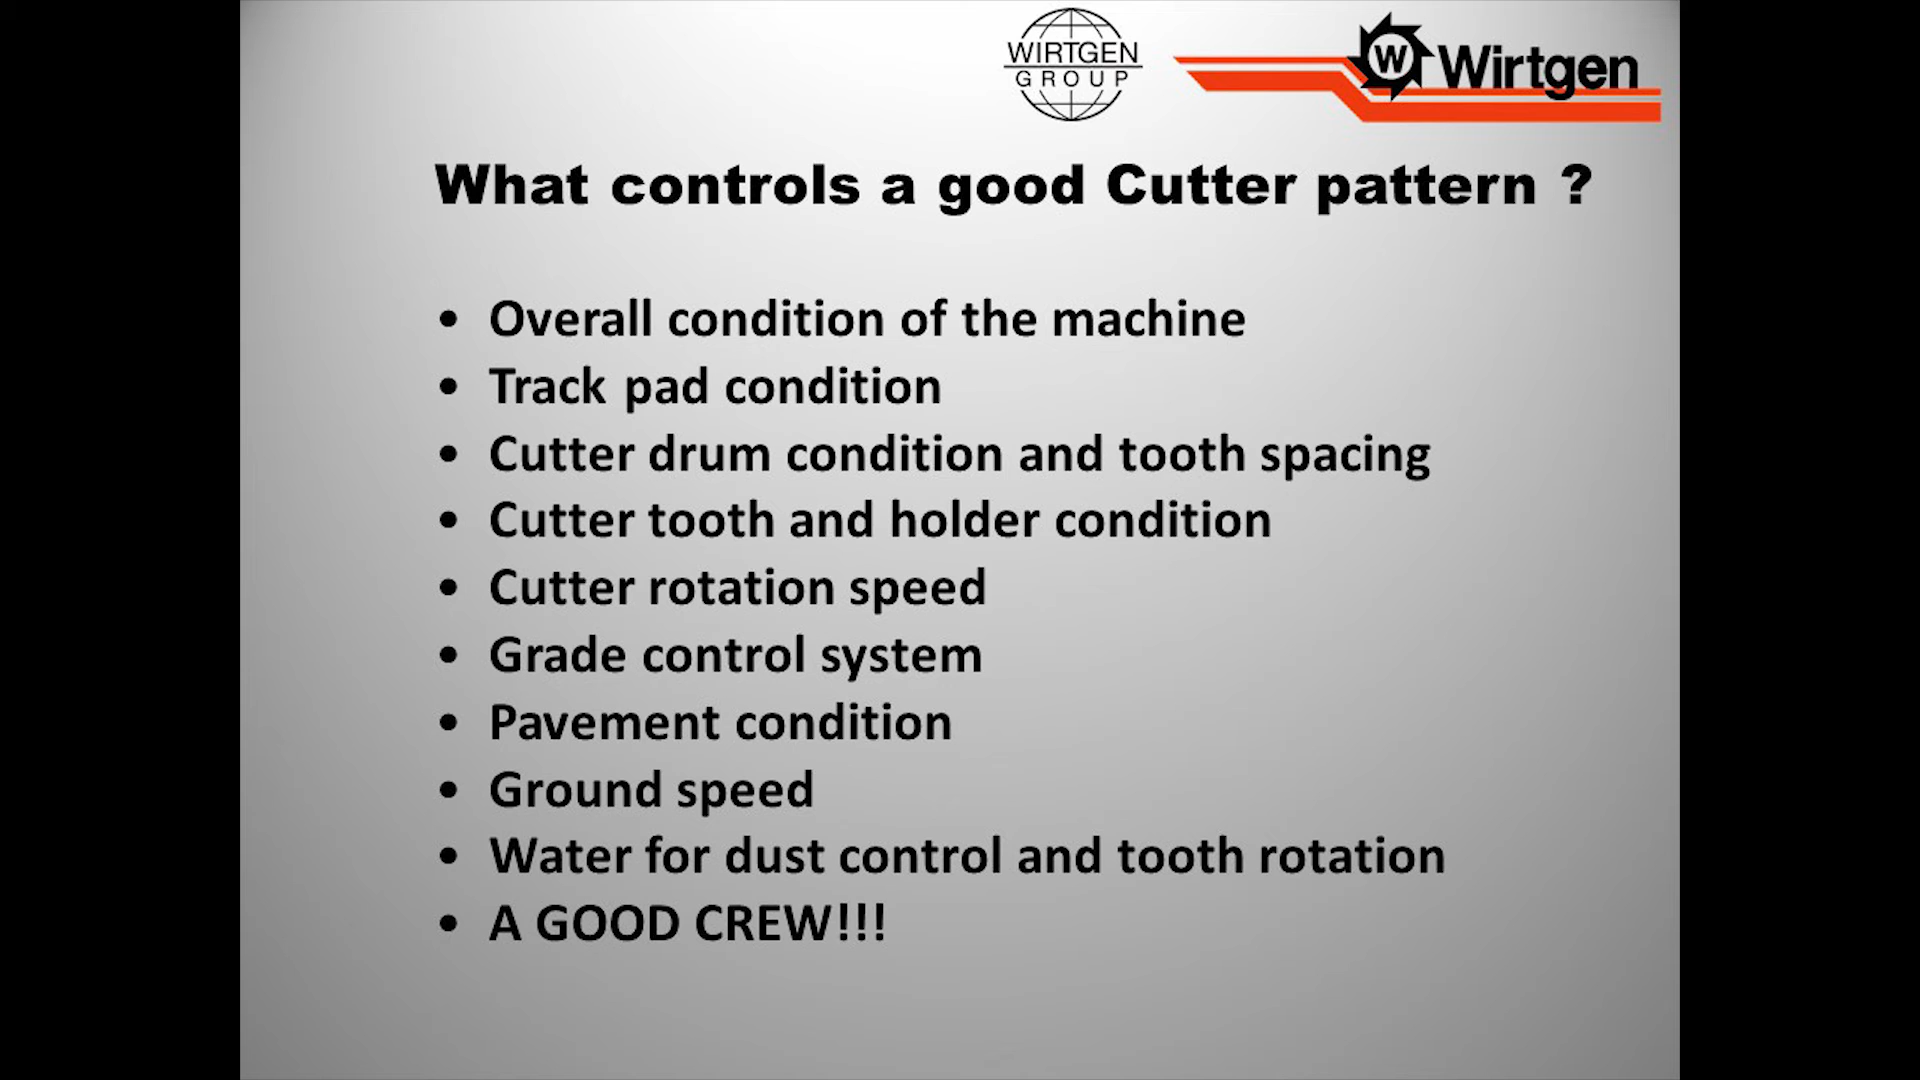 WIRTGEN
GROUP
W Wirtgen
What controls a good Cutter pattern ?
• Overall condition of the machine
• Track pad condition
• Cutter drum condition and tooth spacing
• Cutter tooth and holder condition
• Cutter rotation speed
• Grade control system
• Pavement condition
• Ground speed
• Water for dust control and tooth rotation
• A GOOD CREW!!!